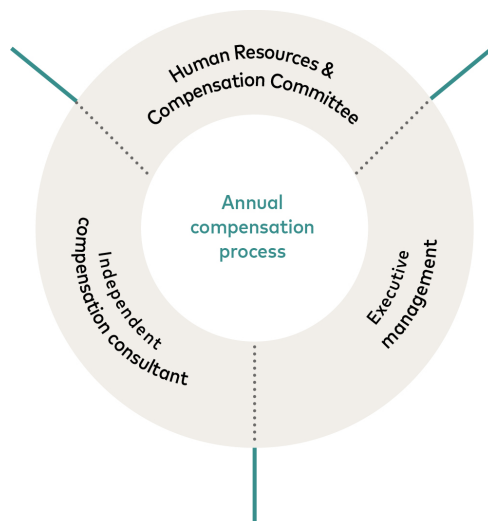 Human Resources &
Compensation Committee
Annual
compensation
process
Independent
compensation consultant
Executive
management